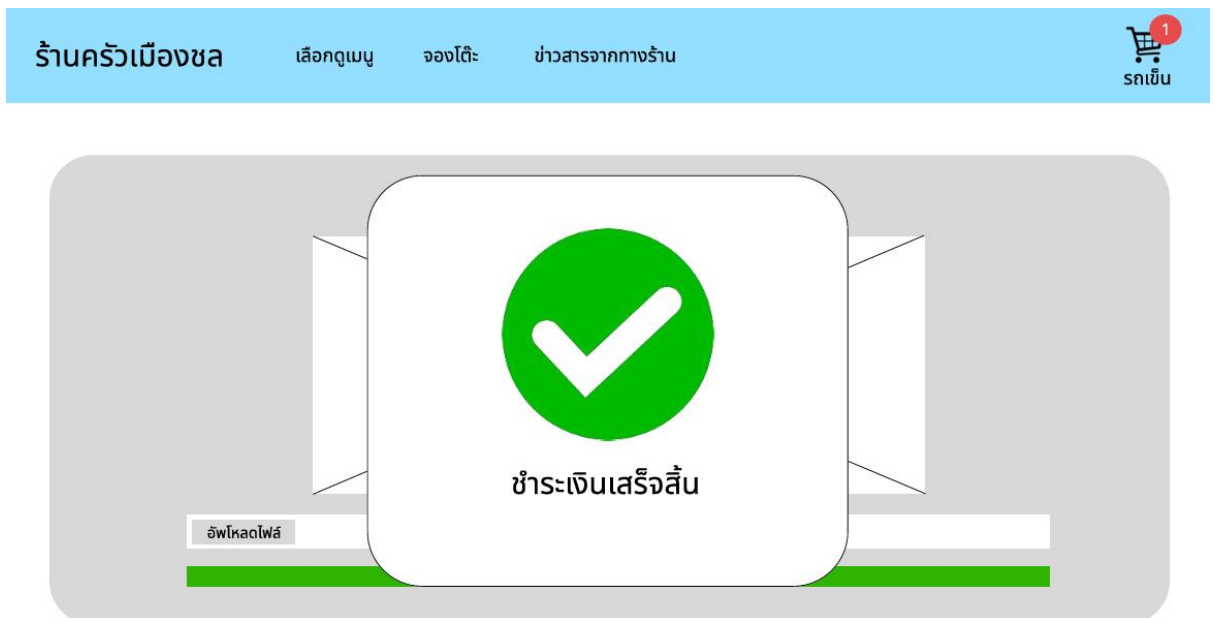 ร้านครัวเมืองชล
เลือกดูเมนู
จองโต๊ะ
ข่าวสารจากทางร้าน
1
รถเข็น
ชำระเงินเสร็จสิ้น
อัพโหลดไฟล์